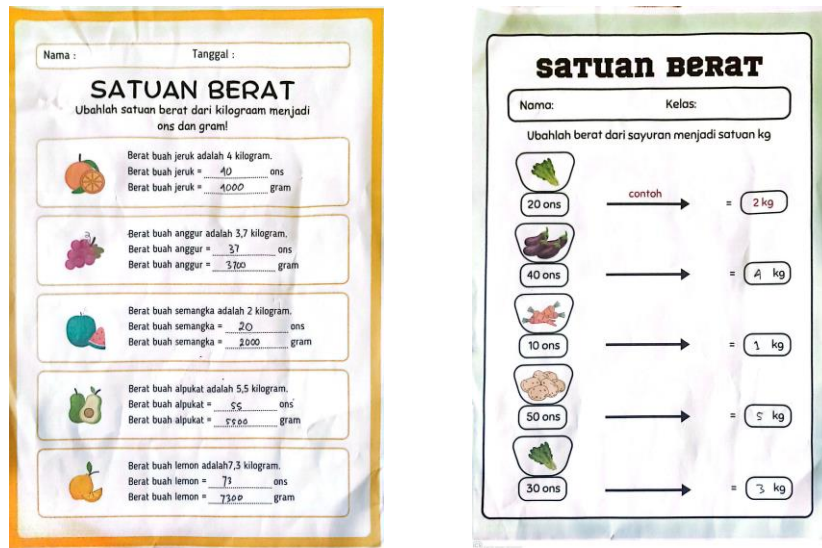 Nama :
Tanggal :
SATUAN BERAT
Ubahlah satuan berat dari kilograam menjadi
ons dan gram!
Berat buah jeruk adalah 4 kilogram.
Berat buah jeruk = 40 ons
Berat buah jeruk = 4000 gram
Berat buah anggur adalah 3,7 kilogram.
Berat buah anggur = 37 ons
Berat buah anggur = 3700 gram
Berat buah semangka adalah 2 kilogram.
Berat buah semangka = 20 ons
Berat buah semangka = 2000 gram
Berat buah alpukat adalah 5,5 kilogram.
Berat buah alpukat = 55 ons
Berat buah alpukat = 5500 gram
Berat buah lemon adalah7,3 kilogram.
Berat buah lemon = 73 ons
Berat buah lemon = 7300 gram
SATUAN BERAT
Nama:
Kelas:
Ubahlah berat dari sayuran menjadi satuan kg
20 ons contoh = 2 kg
40 ons = 4 kg
10 ons = 1 kg
50 ons = 5 kg
30 ons = 3 kg